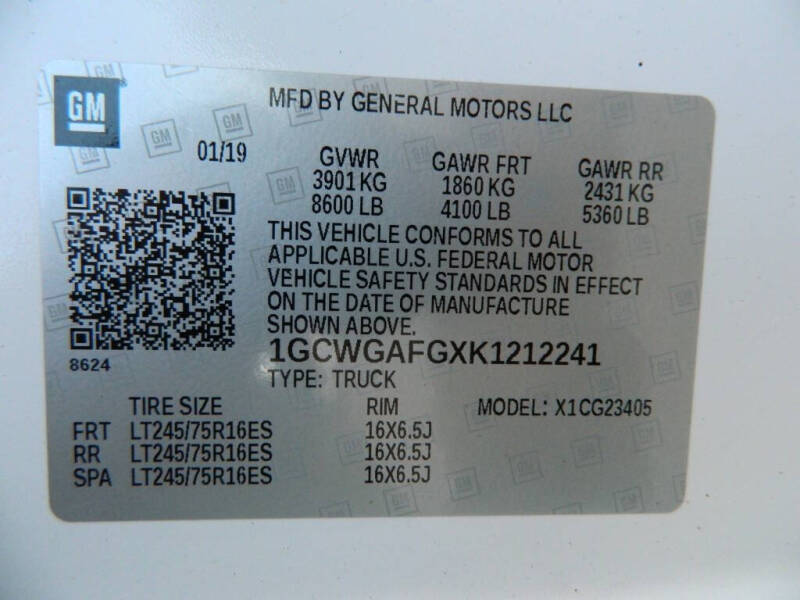 GM
MFD BY GENERAL MOTORS LLC
01/19 GVWR GAWR FRT GAWR RR
3901 KG 1860 KG 2431 KG
8600 LB 4100 LB 5360 LB
THIS VEHICLE CONFORMS TO ALL
APPLICABLE U.S. FEDERAL MOTOR
VEHICLE SAFETY STANDARDS IN EFFECT
ON THE DATE OF MANUFACTURE
SHOWN ABOVE.
1GCWGAFGXK1212241
8624
TYPE: TRUCK
TIRE SIZE RIM MODEL: X1CG23405
FRT LT245/75R16ES 16X6.5J
RR LT245/75R16ES 16X6.5J
SPA LT245/75R16ES 16X6.5J